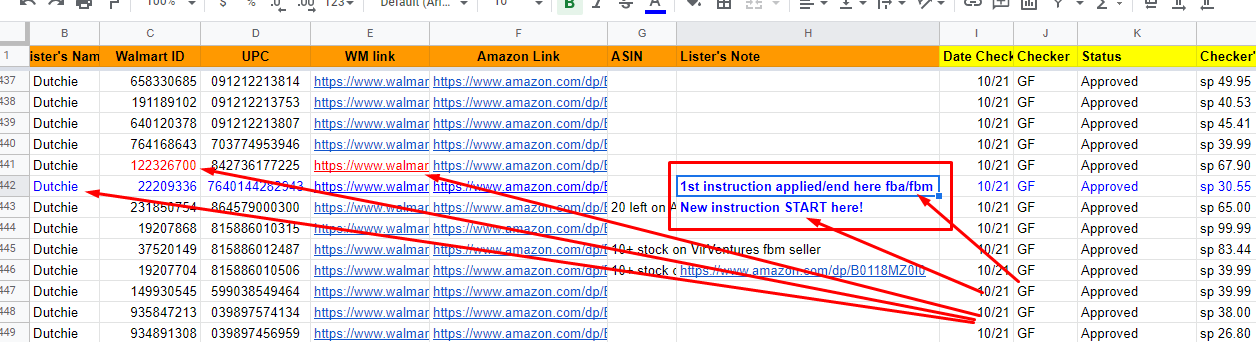 100% $ % .0 .00 123 Default (Ari... 10 B I S A
B C D E F G H I J K
1 ister's Nam Walmart ID UPC WM link Amazon Link ASIN Lister's Note Date Check Checker Status Checker'
437 Dutchie 658330685 091212213814 https://www.walmar https://www.amazon.com/dp/B 10/21 GF Approved sp 49.95
438 Dutchie 191189102 091212213753 https://www.walmar https://www.amazon.com/dp/B 10/21 GF Approved sp 40.53
439 Dutchie 640120378 091212213807 https://www.walmar https://www.amazon.com/dp/B 10/21 GF Approved sp 45.41
440 Dutchie 764168643 703774953946 https://www.walmar https://www.amazon.com/dp/B 10/21 GF Approved sp 39.99
441 Dutchie 122326700 842736177225 https://www.walmar https://www.amazon.com/dp/B 10/21 GF Approved sp 67.90
442 Dutchie 22209336 7640144282943 https://www.walmar https://www.amazon.com/dp/B 1st instruction applied/end here fba/fbm 10/21 GF Approved sp 30.55
443 Dutchie 231850754 864579000300 https://www.walmar https://www.amazon.com/dp/B 20 left on A New instruction START here! 10/21 GF Approved sp 65.00
444 Dutchie 19207868 815886010315 https://www.walmar https://www.amazon.com/dp/B 10/21 GF Approved sp 99.99
445 Dutchie 37520149 815886012487 https://www.walmar https://www.amazon.com/dp/B 10+ stock on VirVentures fbm seller 10/21 GF Approved sp 83.44
446 Dutchie 19207704 815886010506 https://www.walmar https://www.amazon.com/dp/B 10+ stock o https://www.amazon.com/dp/B0118MZ0I0 10/21 GF Approved sp 39.99
447 Dutchie 149930545 599038549464 https://www.walmar https://www.amazon.com/dp/B 10/21 GF Approved sp 39.99
448 Dutchie 935847213 039897574134 https://www.walmar https://www.amazon.com/dp/B 10/21 GF Approved sp 38.00
449 Dutchie 934891308 039897456959 https://www.walmar https://www.amazon.com/dp/B 10/21 GF Approved sp 26.80